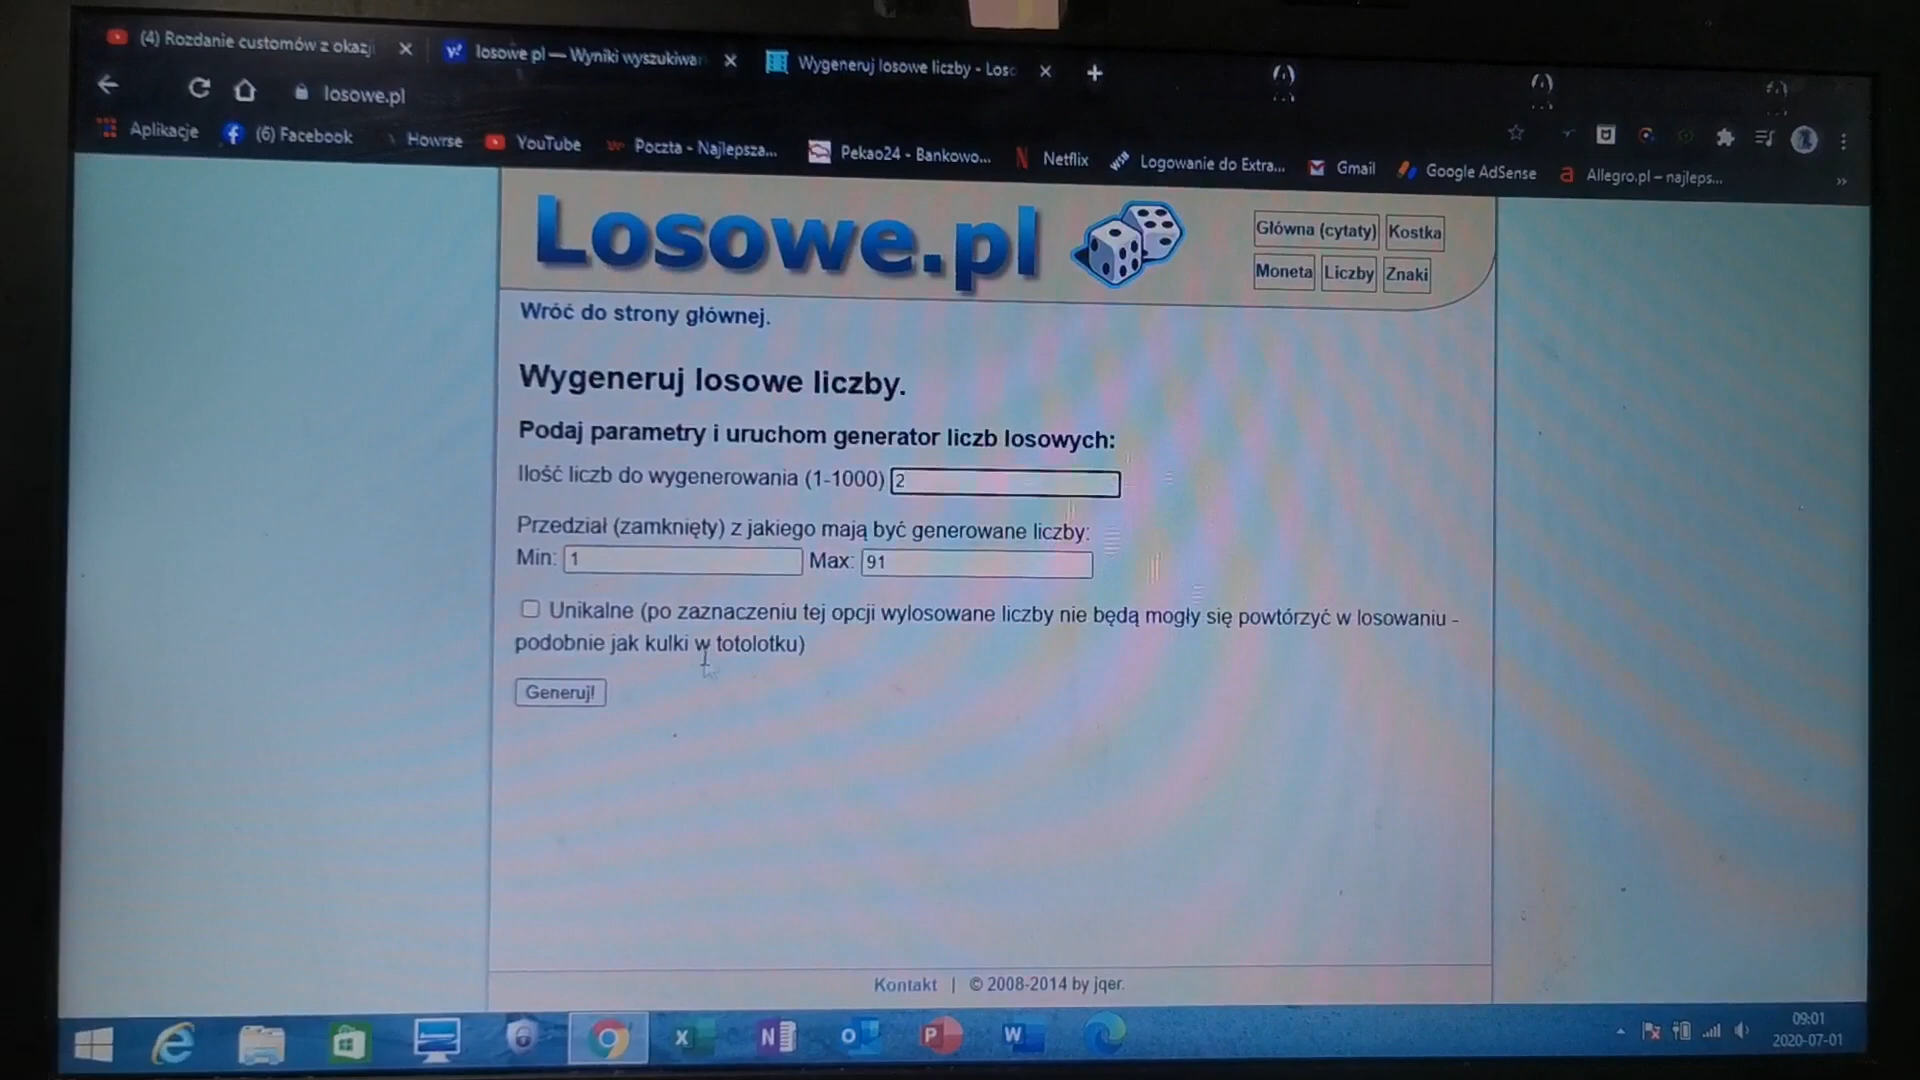 (4) Rozdanie customów z okazj
losowe pl — Wyniki wyszukiwan
Wygeneruj losowe liczby - Loso
losowe.pl
Aplikacje
(6) Facebook
Howrse
YouTube
Poczta - Najlepsza...
Pekao24 - Bankowo...
Netflix
Logowanie do Extra...
Gmail
Google AdSense
Allegro.pl – najleps...
»
Losowe.pl
Główna (cytaty) Kostka
Moneta Liczby Znaki
Wróć do strony głównej.
Wygeneruj losowe liczby.
Podaj parametry i uruchom generator liczb losowych:
Ilość liczb do wygenerowania (1-1000) 2
Przedział (zamknięty) z jakiego mają być generowane liczby:
Min: 1 Max: 91
Unikalne (po zaznaczeniu tej opcji wylosowane liczby nie będą mogły się powtórzyć w losowaniu -
podobnie jak kulki w totolotku)
Generuj!
Kontakt | © 2008-2014 by jqer.
09:01
2020-07-01